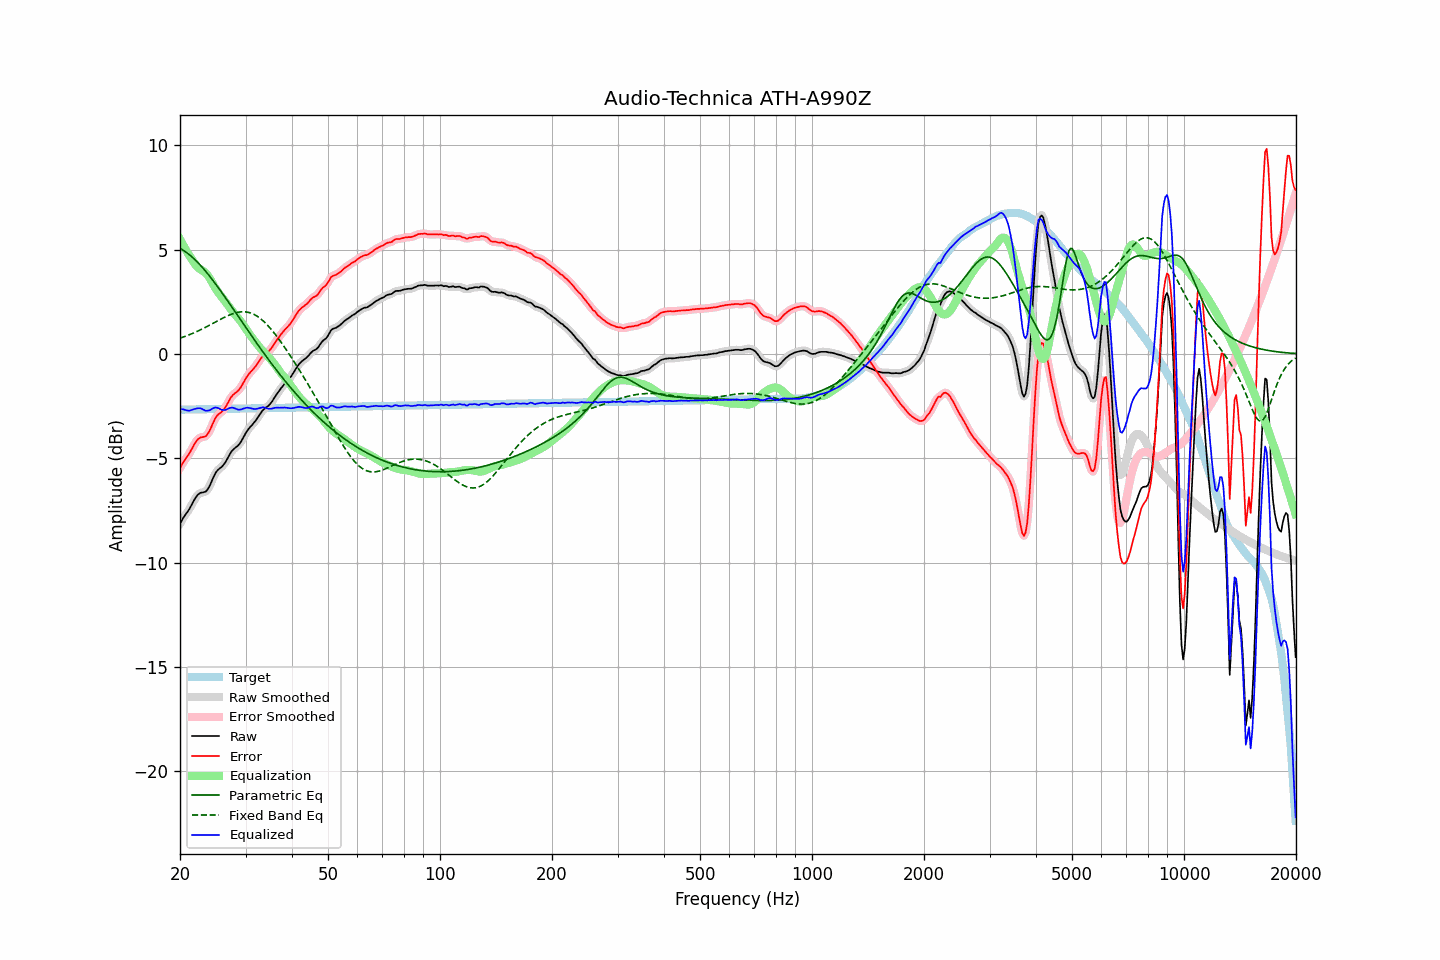 Audio-Technica ATH-A990Z
Amplitude (dBr)
10
5
0
−5
−10
−15
−20
Target
Raw Smoothed
Error Smoothed
Raw
Error
Equalization
Parametric Eq
Fixed Band Eq
Equalized
20 50 100 200 500 1000 2000 5000 10000 20000
Frequency (Hz)